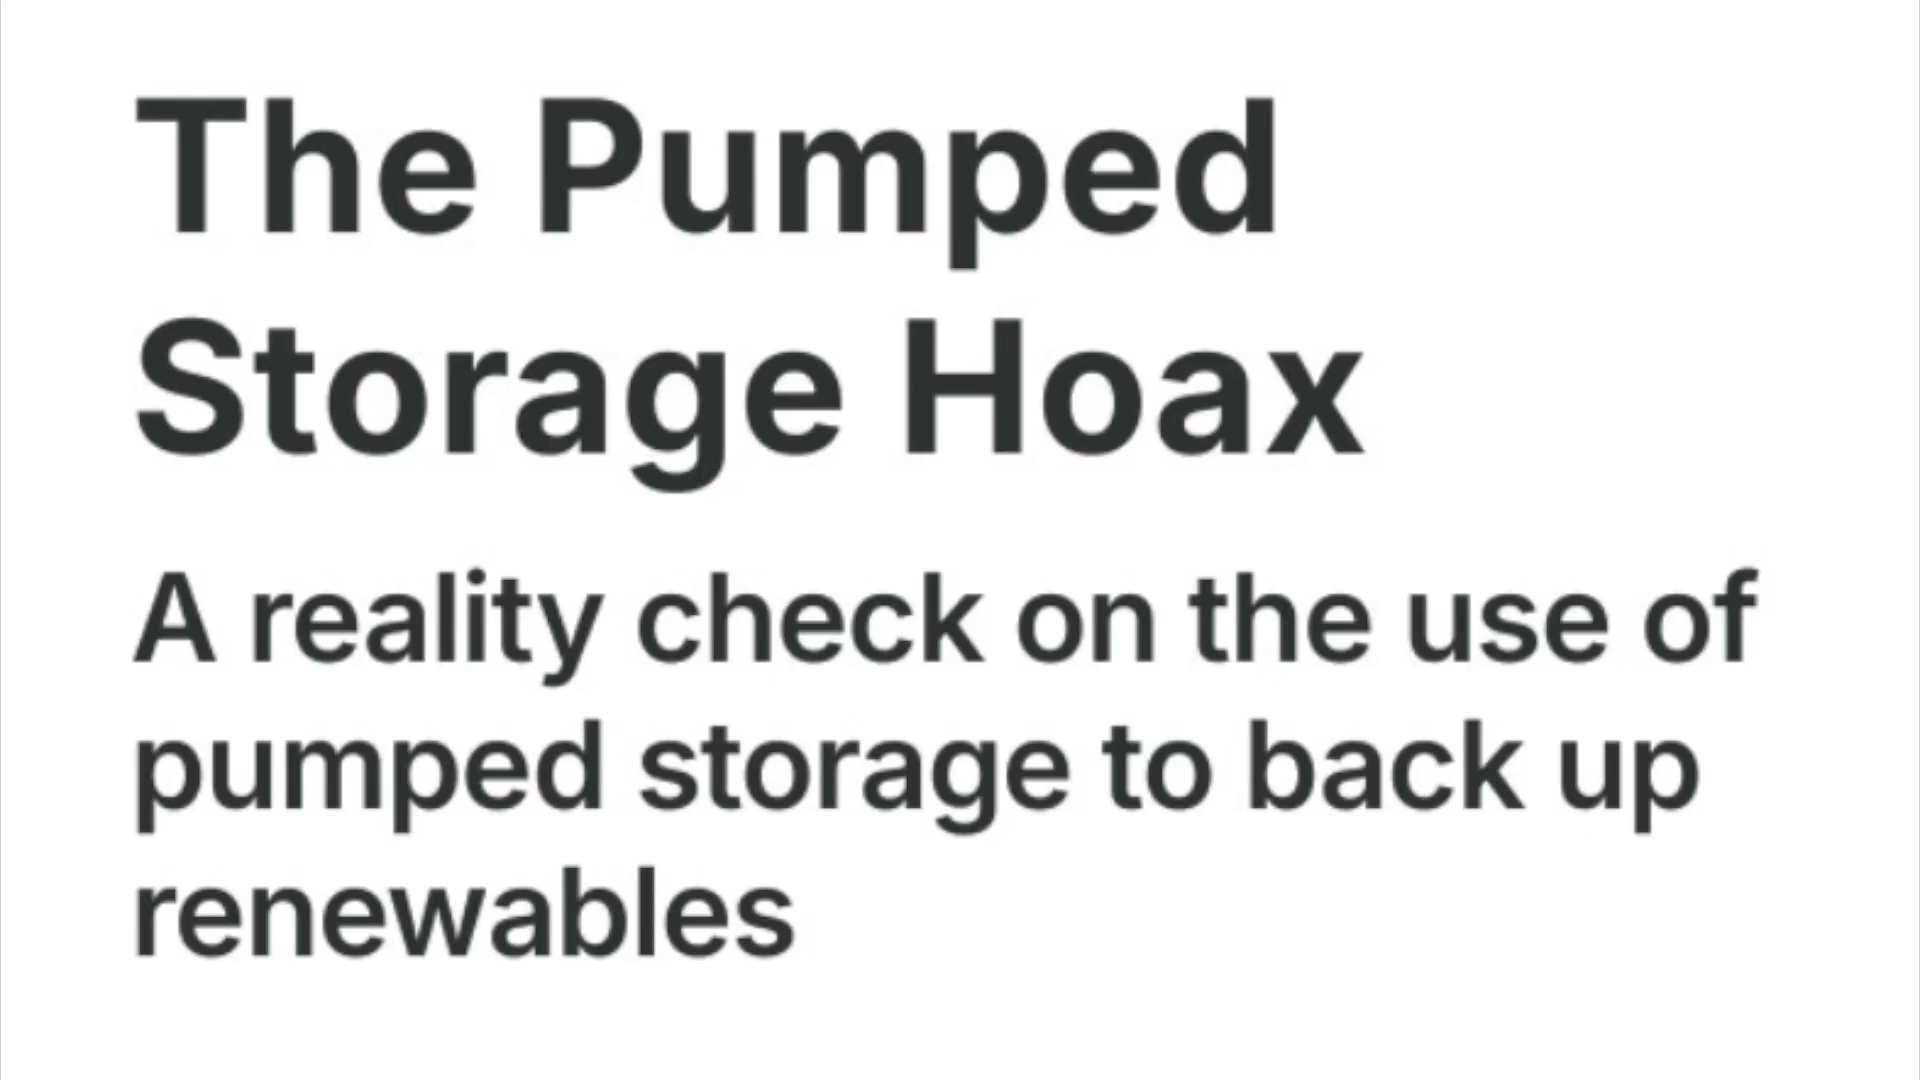 The Pumped
Storage Hoax
A reality check on the use of
pumped storage to back up
renewables